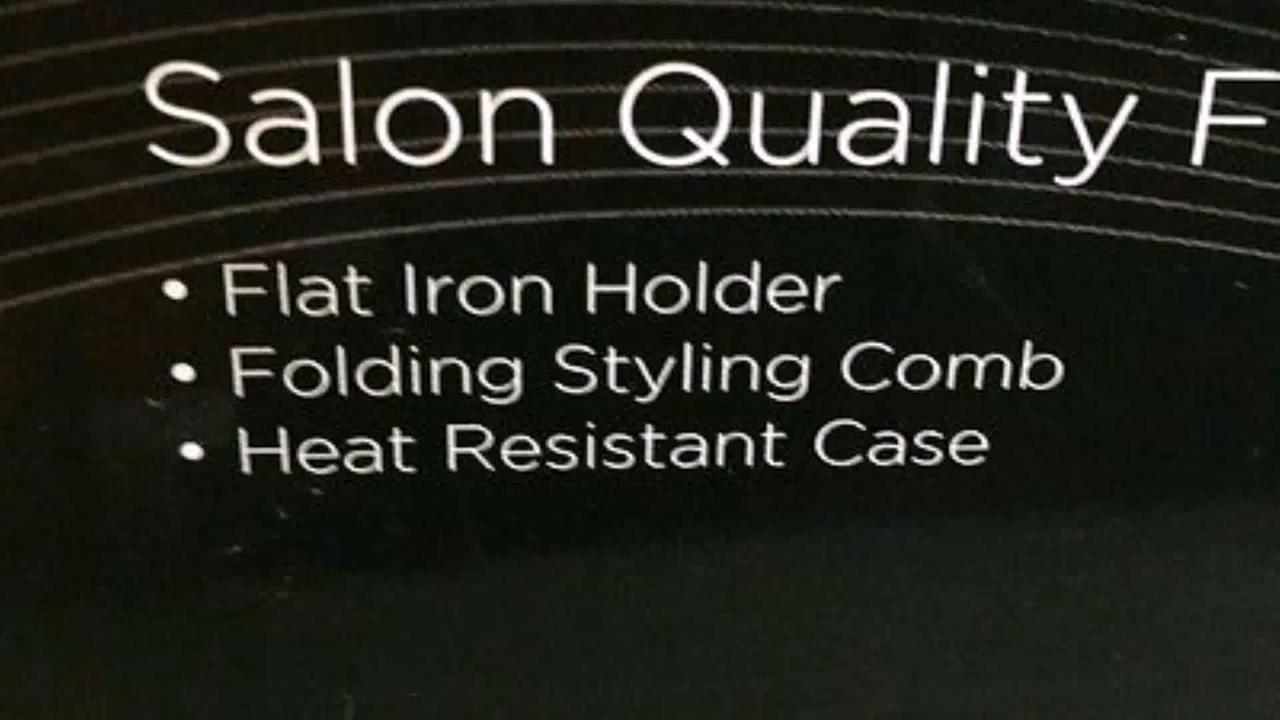 Salon Quality F
• Flat Iron Holder
• Folding Styling Comb
• Heat Resistant Case